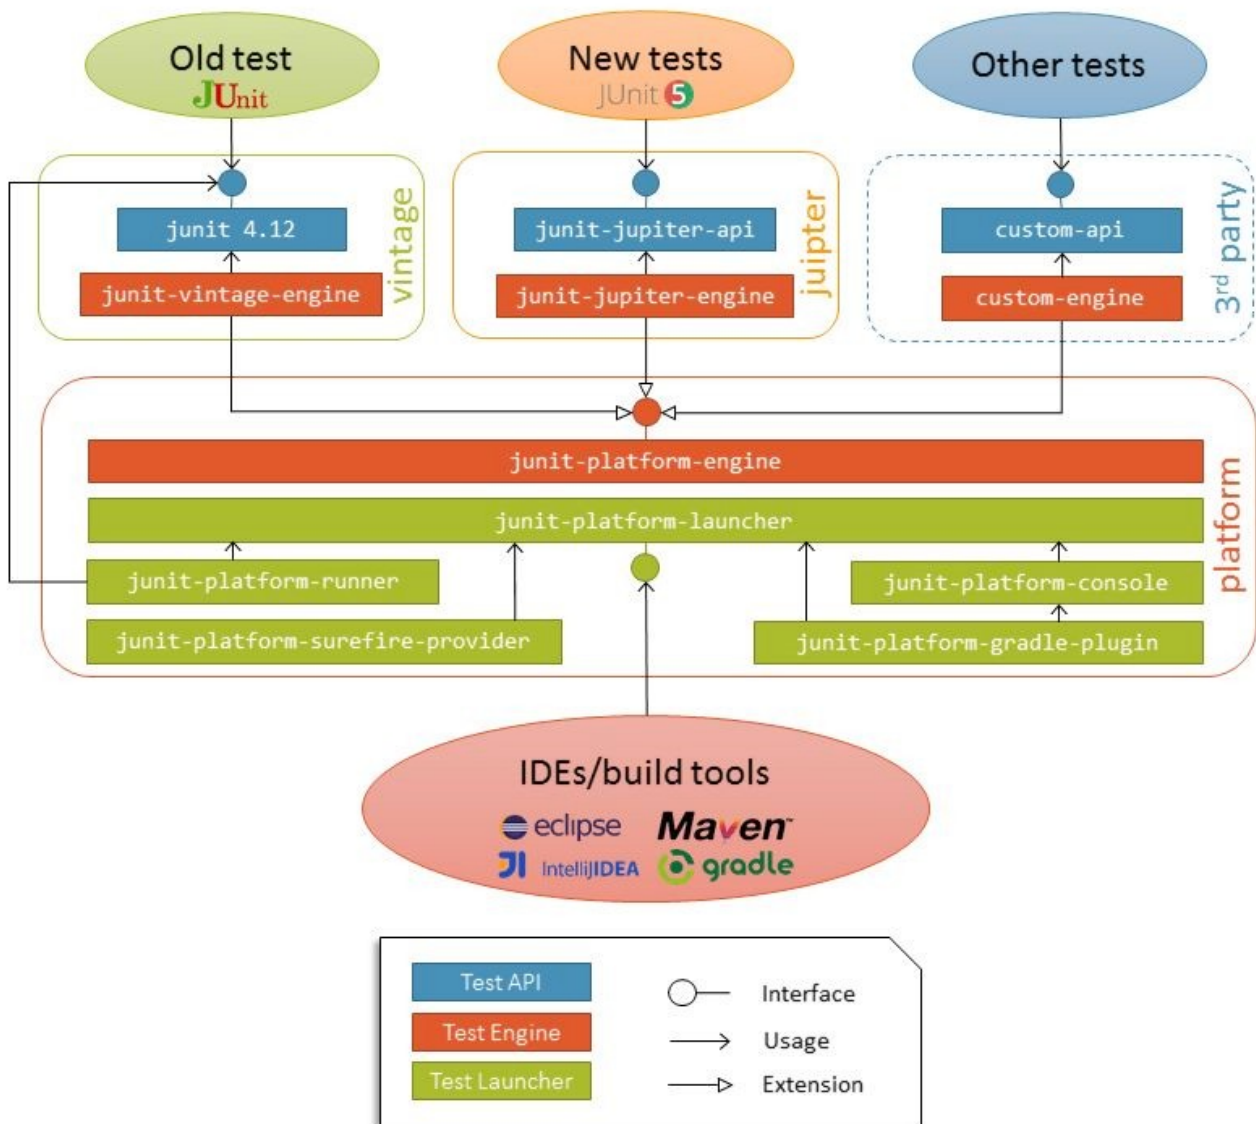 Old test
JUnit
New tests
JUnit 5
Other tests
junit 4.12
junit-vintage-engine
vintage
junit-jupiter-api
junit-jupiter-engine
juipter
custom-api
custom-engine
3rd party
junit-platform-engine
junit-platform-launcher
junit-platform-runner
junit-platform-console
junit-platform-surefire-provider
junit-platform-gradle-plugin
platform
IDEs/build tools
eclipse
Maven™
JI IntelliJIDEA
gradle
Test API
Interface
Test Engine
Usage
Test Launcher
Extension